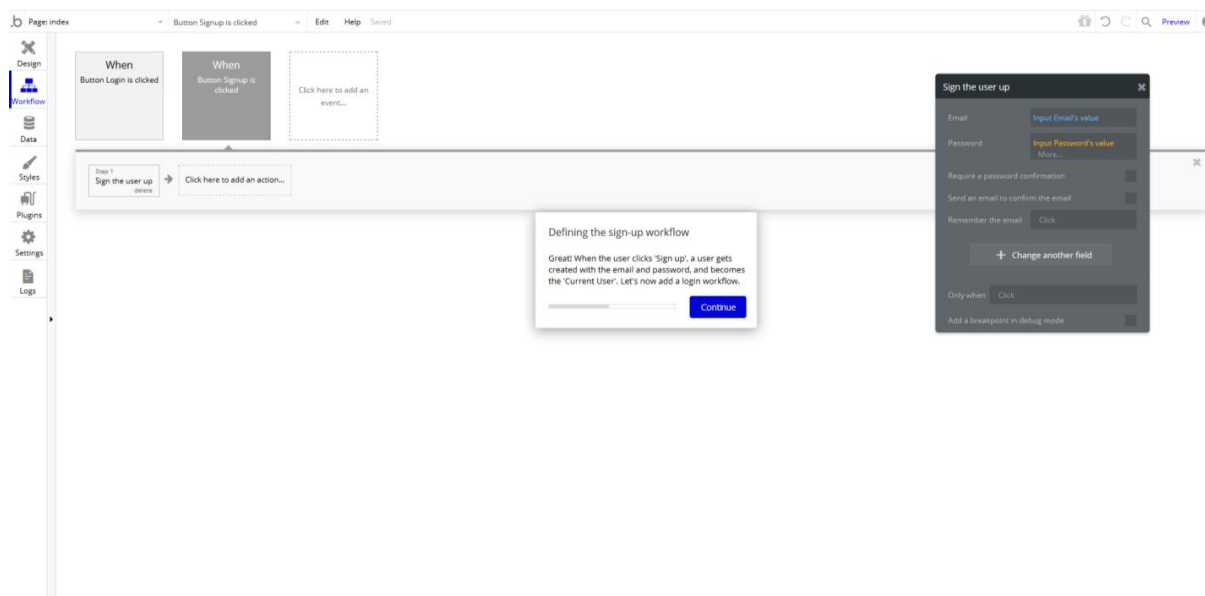 Page: index
Button Signup is clicked
Edit Help Saved
Preview
Design
Workflow
Data
Styles
Plugins
Settings
Logs
When
Button Login is clicked
When
Button Signup is
clicked
Click here to add an
event...
Step 1
Sign the user up
delete
Click here to add an action...
Defining the sign-up workflow
Great! When the user clicks 'Sign up', a user gets
created with the email and password, and becomes
the 'Current User'. Let's now add a login workflow.
Continue
Sign the user up
Email Input Email's value
Password Input Password's value
More...
Require a password confirmation
Send an email to confirm the email
Remember the email Click
Change another field
Only when Click
Add a breakpoint in debug mode